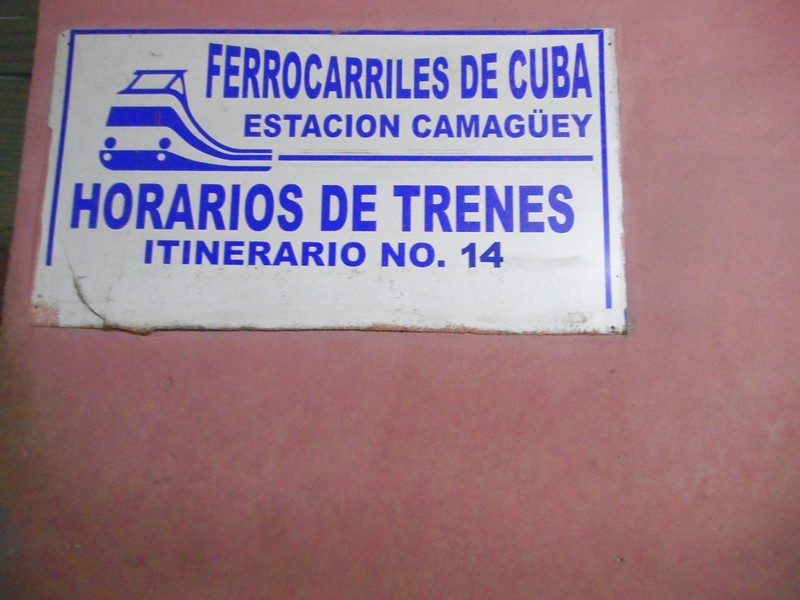 FERROCARRILES DE CUBA
ESTACION CAMAGÜEY
HORARIOS DE TRENES
ITINERARIO NO. 14